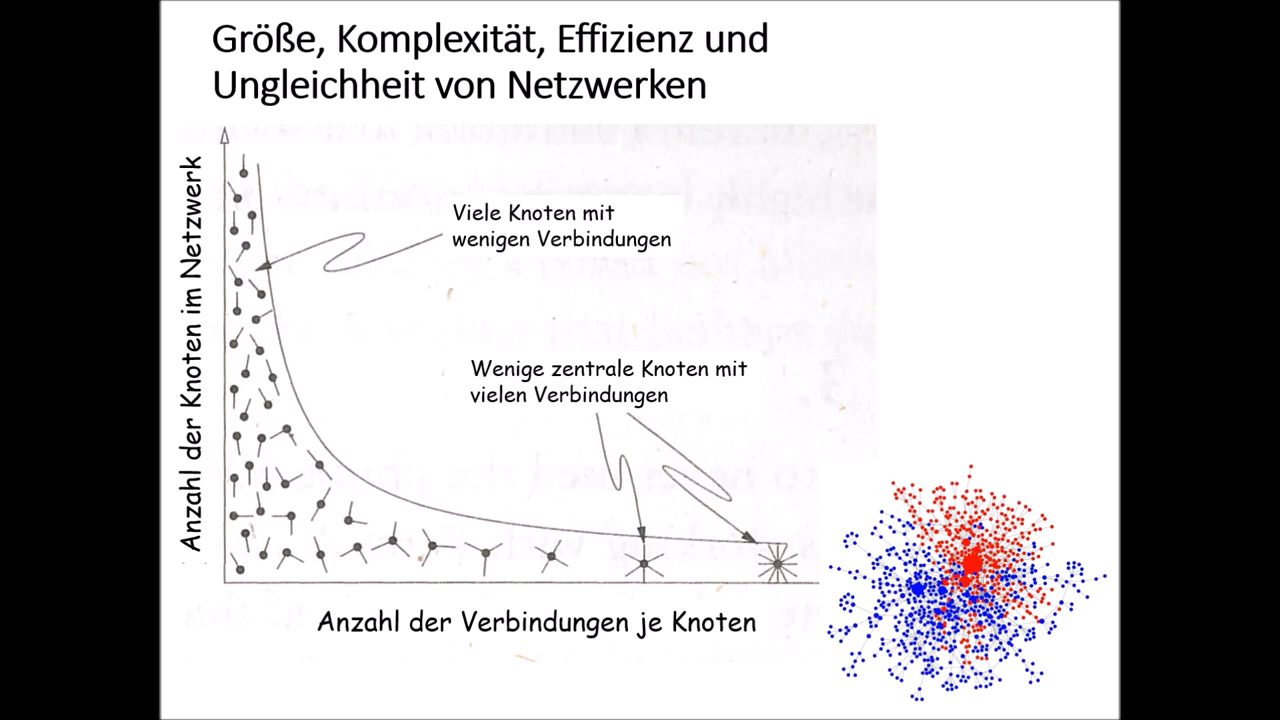 Größe, Komplexität, Effizienz und
Ungleichheit von Netzwerken
Anzahl der Knoten im Netzwerk
Viele Knoten mit
wenigen Verbindungen
Wenige zentrale Knoten mit
vielen Verbindungen
Anzahl der Verbindungen je Knoten